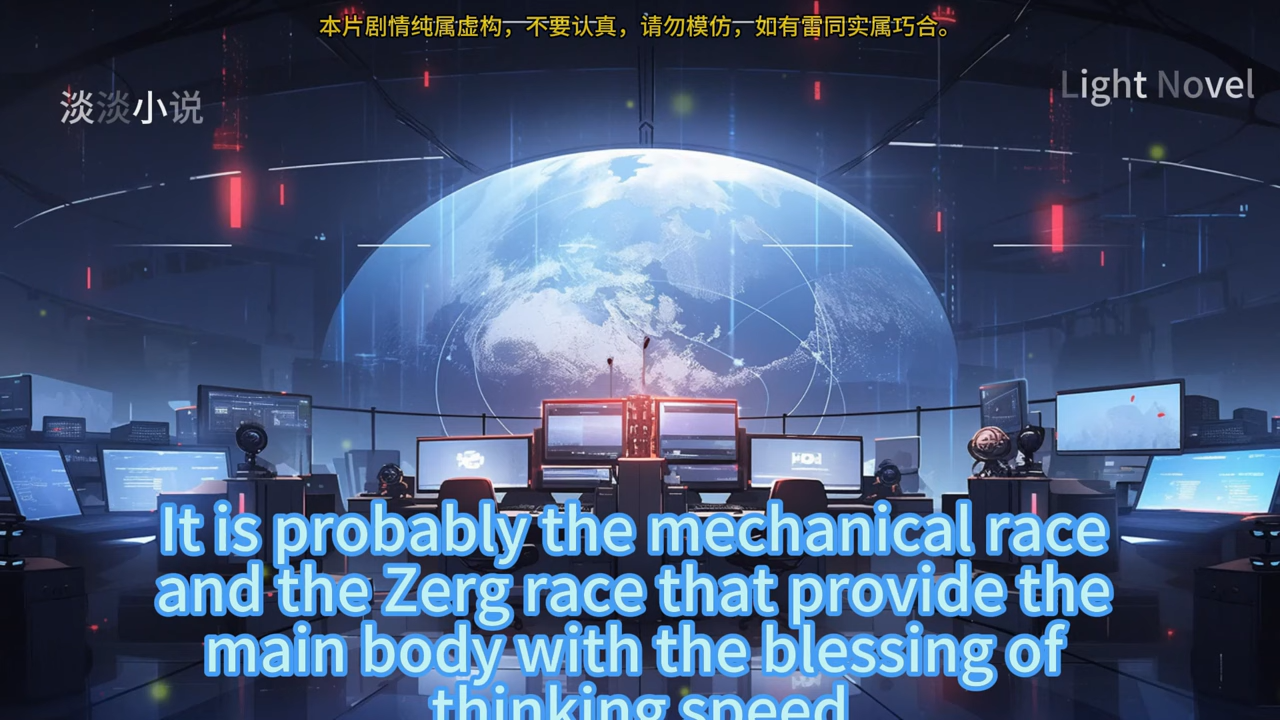 本片剧情纯属虚构，不要认真，请勿模仿，如有雷同实属巧合。
淡淡小说
Light Novel
It is probably the mechanical race
and the Zerg race that provide the
main body with the blessing of
thinking speed